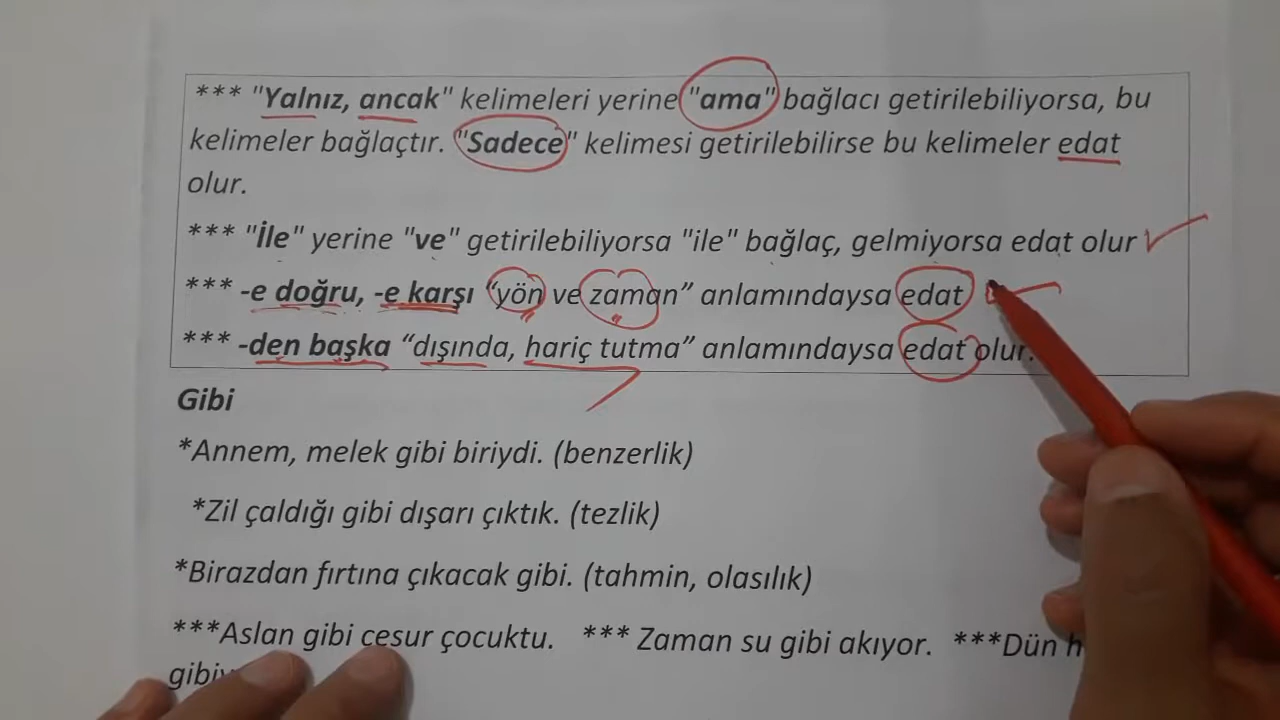 *** "Yalnız, ancak" kelimeleri yerine "ama" bağlacı getirilebiliyorsa, bu
kelimeler bağlaçtır. "Sadece" kelimesi getirilebilirse bu kelimeler edat
olur.
*** "İle" yerine "ve" getirilebiliyorsa "ile" bağlaç, gelmiyorsa edat olur
*** -e doğru, -e karşı “yön ve zaman” anlamındaysa edat
*** -den başka “dışında, hariç tutma” anlamındaysa edat olur.
Gibi
*Annem, melek gibi biriydi. (benzerlik)
*Zil çaldığı gibi dışarı çıktık. (tezlik)
*Birazdan fırtına çıkacak gibi. (tahmin, olasılık)
***Aslan gibi cesur çocuktu. *** Zaman su gibi akıyor. ***Dün